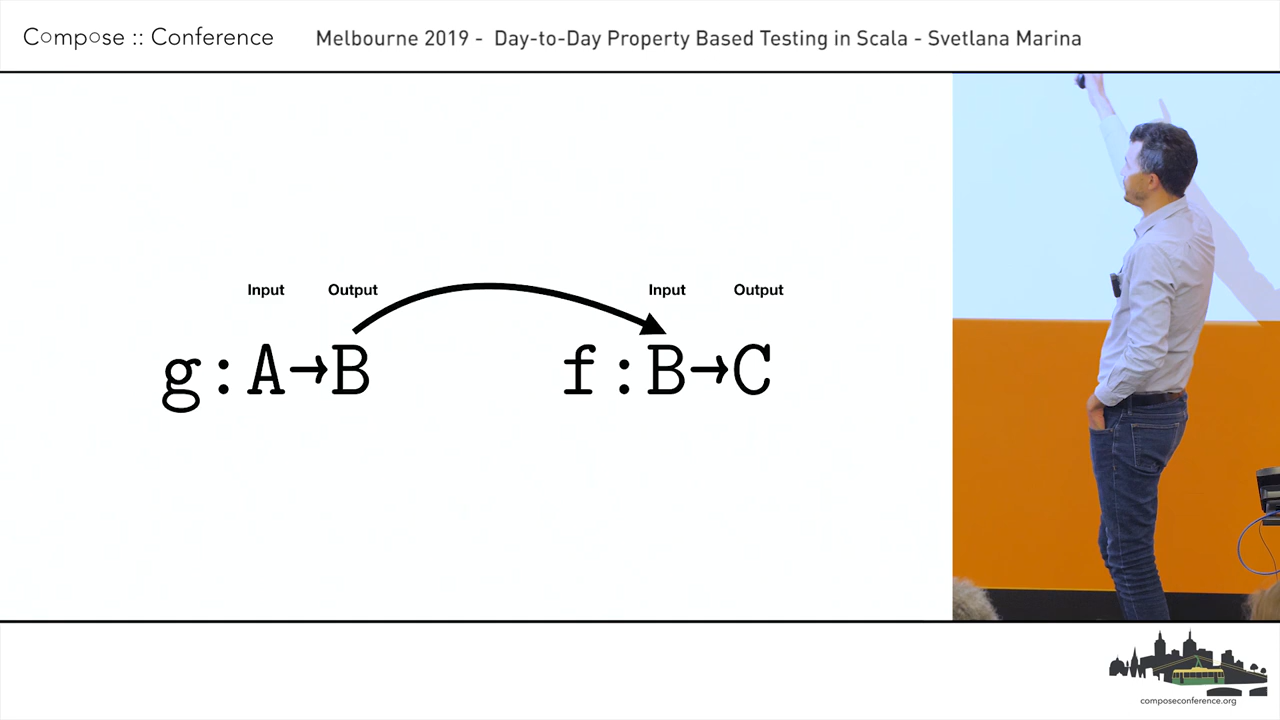 Compose :: Conference
Melbourne 2019 - Day-to-Day Property Based Testing in Scala - Svetlana Marina
Input Output Input Output
g:A→B f:B→C
composeconference.org